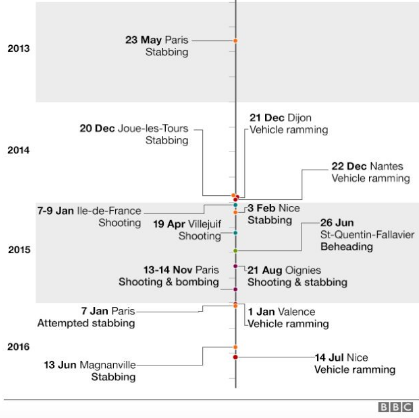 2013
23 May Paris
Stabbing
2014
20 Dec Joue-les-Tours
Stabbing
21 Dec Dijon
Vehicle ramming
22 Dec Nantes
Vehicle ramming
2015
7-9 Jan Ile-de-France
Shooting
3 Feb Nice
Stabbing
19 Apr Villejuif
Shooting
26 Jun
St-Quentin-Fallavier
Beheading
13-14 Nov Paris
Shooting & bombing
21 Aug Oignies
Shooting & stabbing
7 Jan Paris
Attempted stabbing
1 Jan Valence
Vehicle ramming
2016
13 Jun Magnanville
Stabbing
14 Jul Nice
Vehicle ramming
BBC